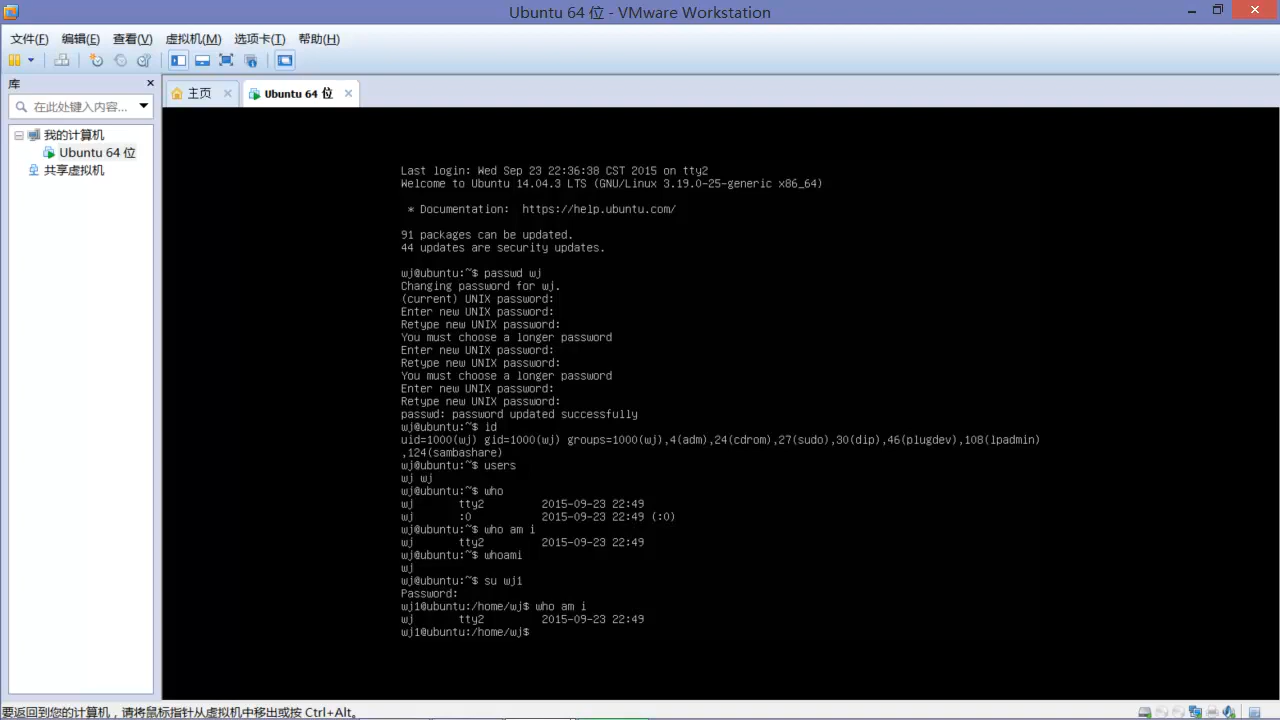 Ubuntu 64 位 - VMware Workstation
文件(F) 编辑(E) 查看(V) 虚拟机(M) 选项卡(T) 帮助(H)
库
在此处键入内容...
我的计算机
Ubuntu 64 位
共享虚拟机
主页
Ubuntu 64 位
Last login: Wed Sep 23 22:36:38 CST 2015 on tty2
Welcome to Ubuntu 14.04.3 LTS (GNU/Linux 3.19.0-25-generic x86_64)
* Documentation:  https://help.ubuntu.com/
91 packages can be updated.
44 updates are security updates.
wj@ubuntu:~$ passwd wj
Changing password for wj.
(current) UNIX password:
Enter new UNIX password:
Retype new UNIX password:
You must choose a longer password
Enter new UNIX password:
Retype new UNIX password:
You must choose a longer password
Enter new UNIX password:
Retype new UNIX password:
passwd: password updated successfully
wj@ubuntu:~$ id
uid=1000(wj) gid=1000(wj) groups=1000(wj),4(adm),24(cdrom),27(sudo),30(dip),46(plugdev),108(lpadmin)
,124(sambashare)
wj@ubuntu:~$ users
wj wj
wj@ubuntu:~$ who
wj       tty2         2015-09-23 22:49
wj       :0           2015-09-23 22:49 (:0)
wj@ubuntu:~$ who am i
wj       tty2         2015-09-23 22:49
wj@ubuntu:~$ whoami
wj
wj@ubuntu:~$ su wj1
Password:
wj1@ubuntu:/home/wj$ who am i
wj       tty2         2015-09-23 22:49
wj1@ubuntu:/home/wj$
要返回到您的计算机，请将鼠标指针从虚拟机中移出或按 Ctrl+Alt。